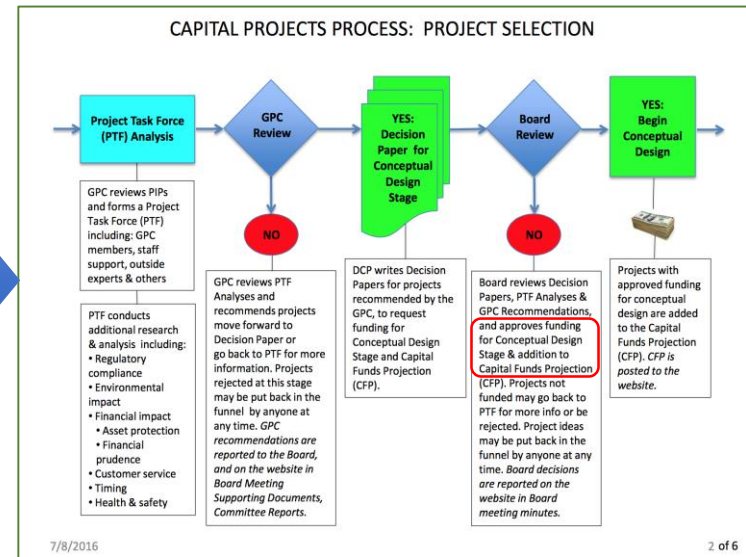 CAPITAL PROJECTS PROCESS: PROJECT SELECTION
Project Task Force
(PTF) Analysis
GPC
Review
YES:
Decision
Paper for
Conceptual
Design
Stage
Board
Review
YES:
Begin
Conceptual
Design
GPC reviews PIPs
and forms a Project
Task Force (PTF)
including: GPC
members, staff
support, outside
experts & others
PTF conducts
additional research
& analysis including:
• Regulatory
compliance
• Environmental
impact
• Financial impact
• Asset protection
• Financial
prudence
• Customer service
• Timing
• Health & safety
NO
GPC reviews PTF
Analyses and
recommends projects
move forward to
Decision Paper or
go back to PTF for more
information. Projects
rejected at this stage
may be put back in the
funnel by anyone at
any time. GPC
recommendations are
reported to the Board,
and on the website in
Board Meeting
Supporting Documents,
Committee Reports.
DCP writes Decision
Papers for projects
recommended by the
GPC, to request
funding for
Conceptual Design
Stage and Capital
Funds Projection
(CFP).
NO
Board reviews Decision
Papers, PTF Analyses &
GPC Recommendations,
and approves funding
for Conceptual Design
Stage & addition to
Capital Funds Projection
(CFP). Projects not
funded may go back to
PTF for more info or be
rejected. Project ideas
may be put back in the
funnel by anyone at any
time. Board decisions
are reported on the
website in Board
meeting minutes.
Projects with
approved funding
for conceptual
design are added
to the Capital
Funds Projection
(CFP). CFP is
posted to the
website.
7/8/2016
2 of 6